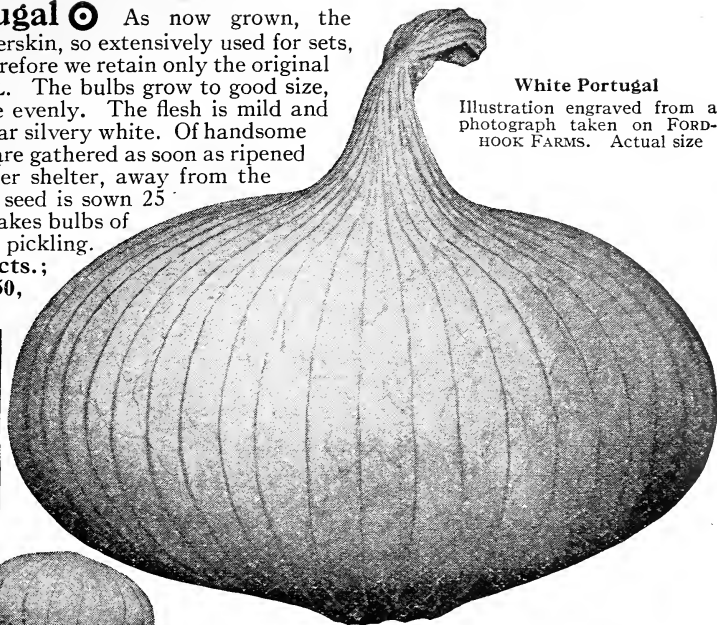 ugal As now grown, the
erskin, so extensively used for sets,
refore we retain only the original
L. The bulbs grow to good size,
e evenly. The flesh is mild and
ar silvery white. Of handsome
are gathered as soon as ripened
er shelter, away from the
seed is sown 25
akes bulbs of
pickling.
cts.;
50,
White Portugal
Illustration engraved from a
photograph taken on FORD-
HOOK FARMS. Actual size